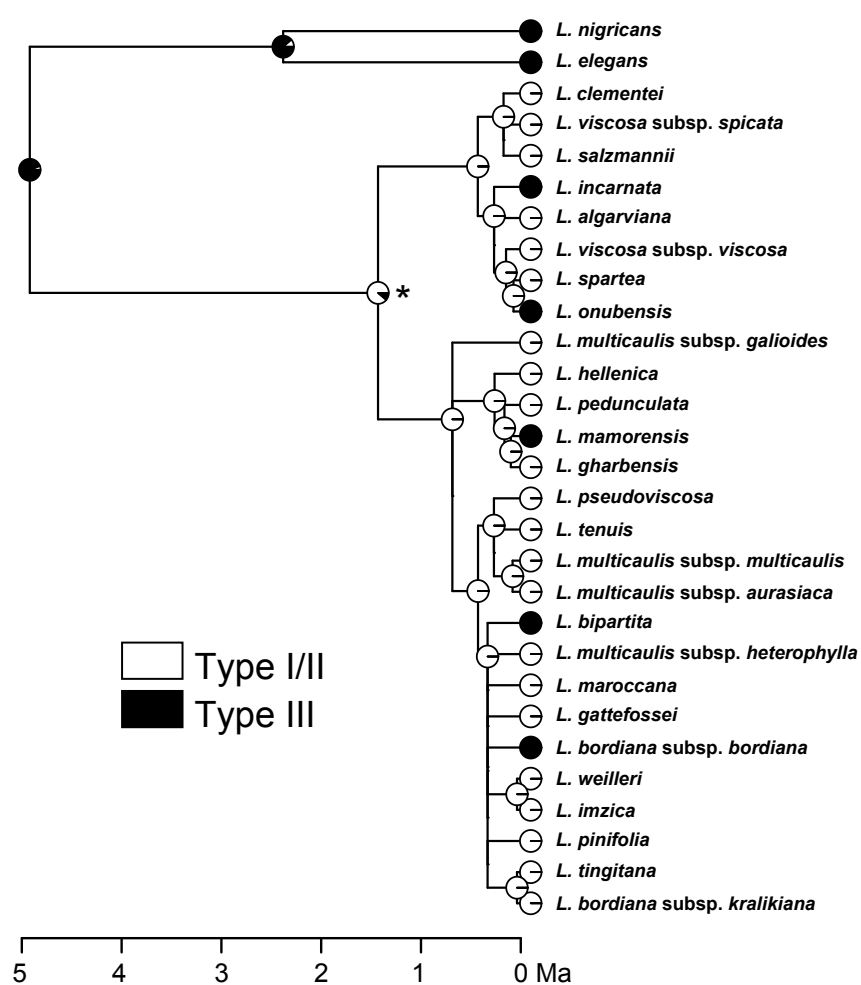 L. nigricans
L. elegans
L. clementei
L. viscosa subsp. spicata
L. salzmannii
L. incarnata
L. algarviana
L. viscosa subsp. viscosa
L. spartea
L. onubensis
*
L. multicaulis subsp. galioides
L. hellenica
L. pedunculata
L. mamorensis
L. gharbensis
L. pseudoviscosa
L. tenuis
L. multicaulis subsp. multicaulis
L. multicaulis subsp. aurasiaca
L. bipartita
L. multicaulis subsp. heterophylla
L. maroccana
L. gattefossei
L. bordiana subsp. bordiana
L. weilleri
L. imzica
L. pinifolia
L. tingitana
L. bordiana subsp. kralikiana
Type I/II
Type III
5 4 3 2 1 0 Ma